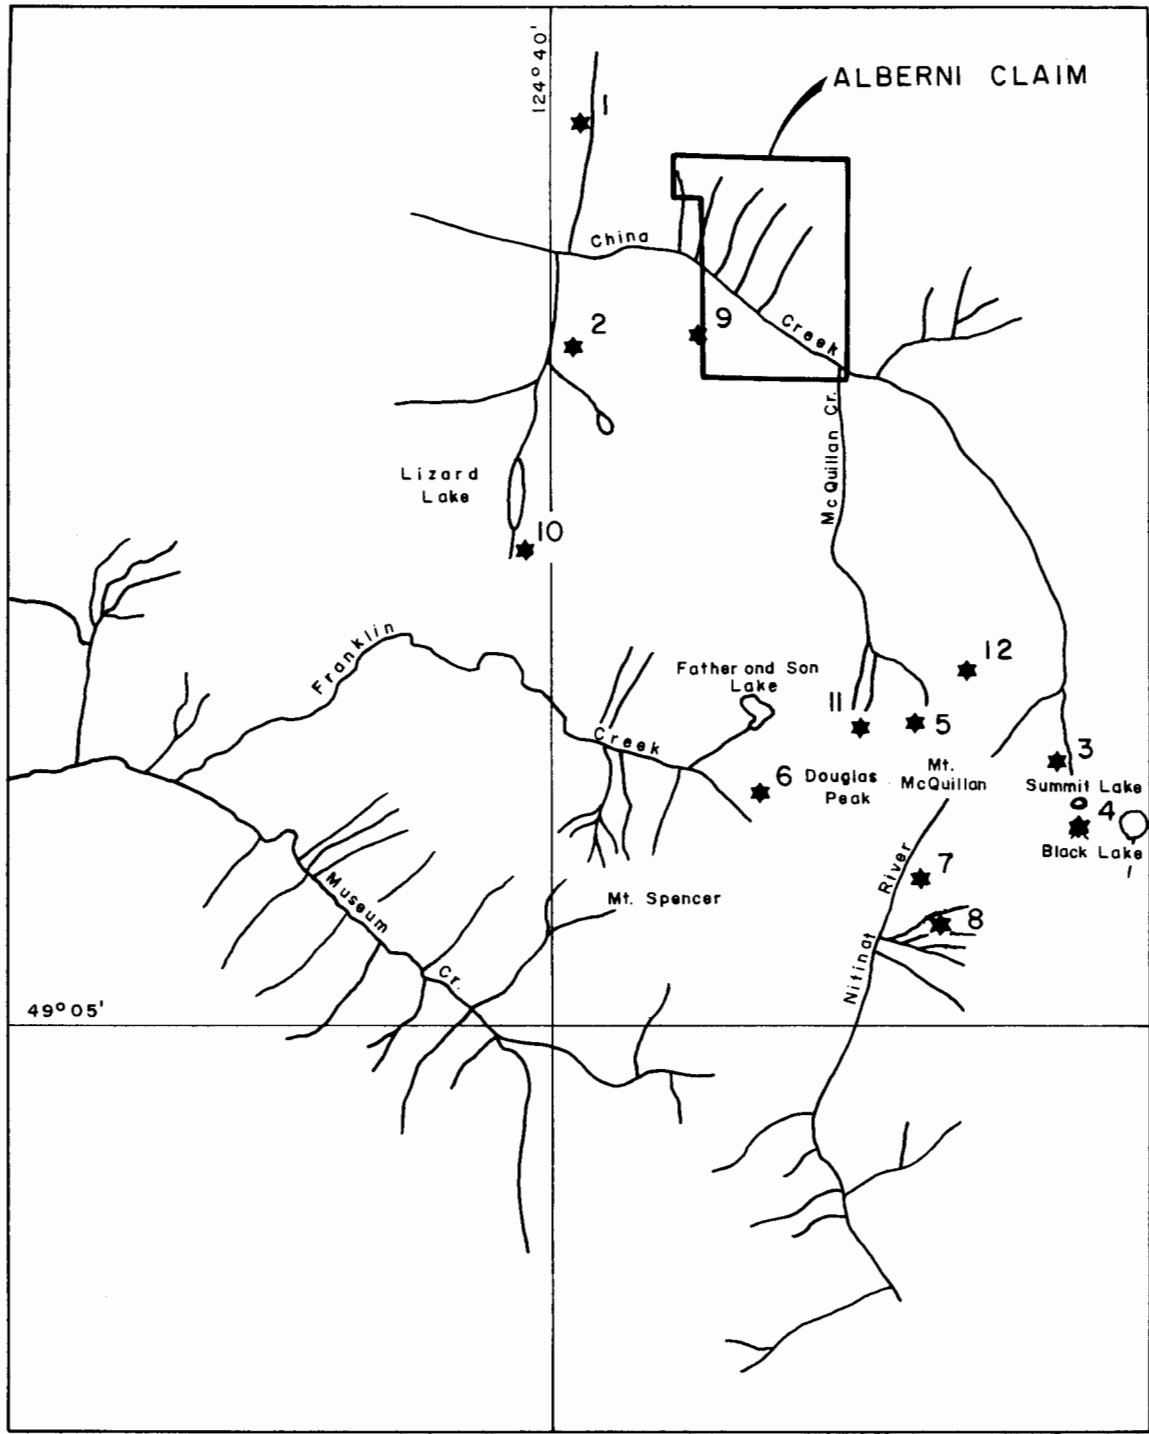 124° 40'
ALBERNI CLAIM
1
China
2
9
Creek
McQuillan Cr.
Lizard
Lake
10
Franklin
Father and Son
Lake
12
11
5
Creek
3
Mt.
McQuillan
6
Douglas
Peak
Summit Lake
4
Black Lake
River
7
Museum
Mt. Spencer
8
Nitinat
Cr.
49° 05'